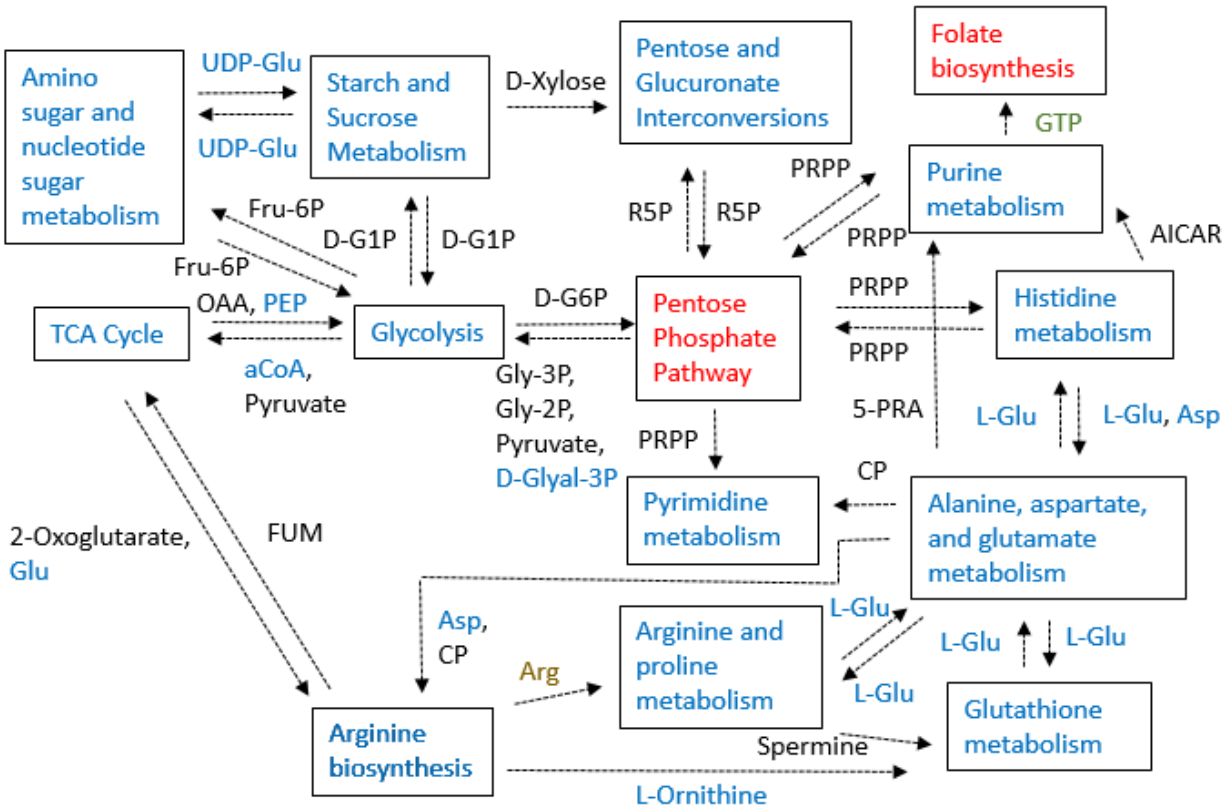 Amino
sugar and
nucleotide
sugar
metabolism
UDP-Glu
UDP-Glu
Starch and
Sucrose
Metabolism
D-Xylose
Pentose and
Glucuronate
Interconversions
Folate
biosynthesis
GTP
Purine
metabolism
PRPP
PRPP
R5P
R5P
Fru-6P
Fru-6P
D-G1P
D-G1P
AICAR
TCA Cycle
OAA, PEP
aCoA,
Pyruvate
Glycolysis
D-G6P
Gly-3P,
Gly-2P,
Pyruvate,
D-Glyal-3P
Pentose
Phosphate
Pathway
PRPP
PRPP
Histidine
metabolism
5-PRA
L-Glu
L-Glu, Asp
PRPP
CP
Pyrimidine
metabolism
Alanine, aspartate,
and glutamate
metabolism
2-Oxoglutarate,
Glu
FUM
Asp,
CP
Arg
Arginine and
proline
metabolism
L-Glu
L-Glu
L-Glu
L-Glu
Arginine
biosynthesis
Spermine
L-Ornithine
Glutathione
metabolism